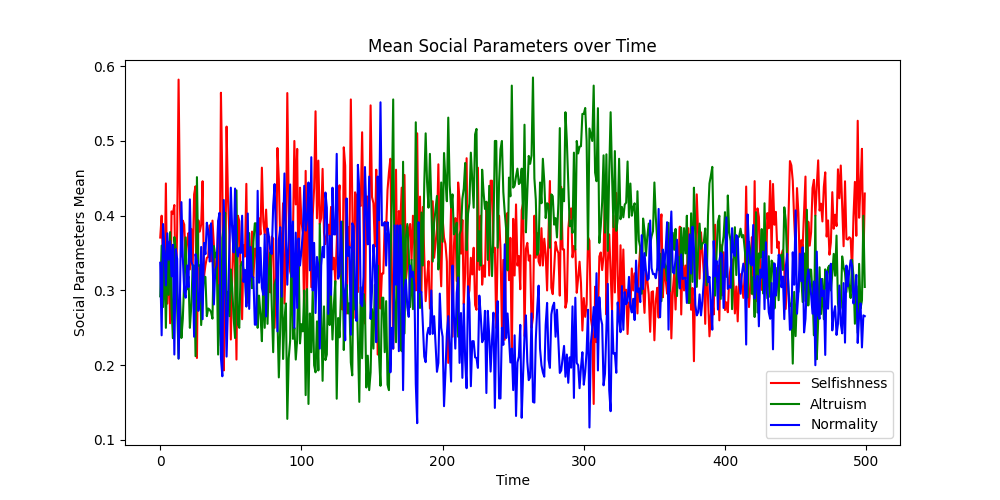 Mean Social Parameters over Time
0.6
0.5
0.4
0.3
0.2
0.1
Social Parameters Mean
0 100 200 300 400 500
Time
Selfishness
Altruism
Normality